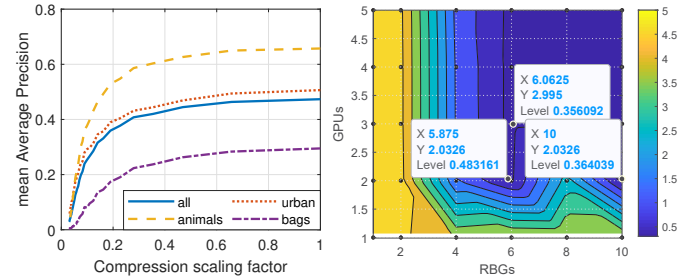 mean Average Precision
0.8
0.6
0.4
0.2
0
0
0.2
0.4
0.6
0.8
1
Compression scaling factor
all
urban
animals
bags
GPUs
5
4.5
4
3.5
3
2.5
2
1.5
1
2
4
6
8
10
RBGs
X 6.0625
Y 2.995
Level 0.356092
X 5.875
Y 2.0326
Level 0.483161
X 10
Y 2.0326
Level 0.364039
5
4.5
4
3.5
3
2.5
2
1.5
1
0.5